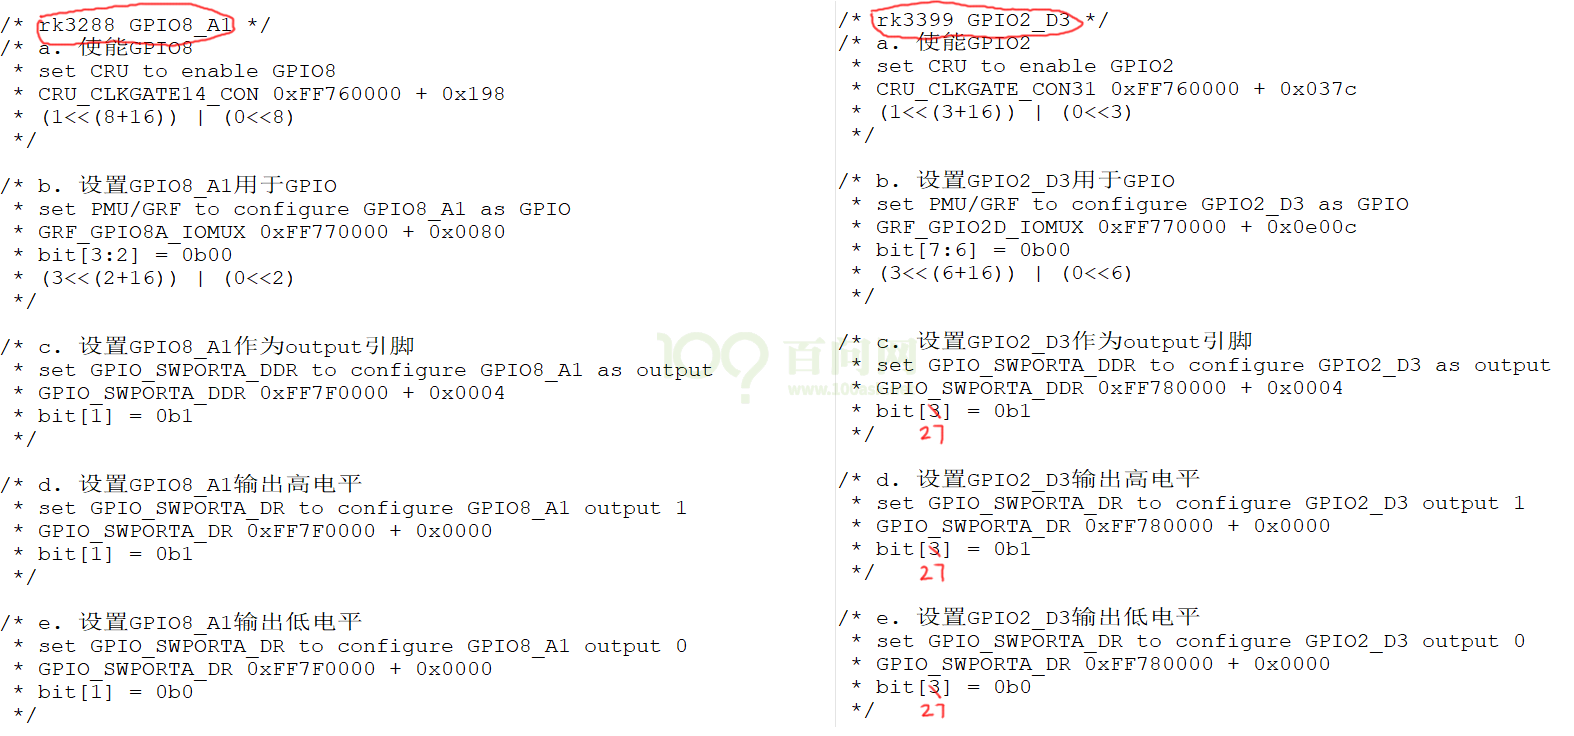 /* rk3288 GPIO8_A1 */
/* a. 使能GPIO8
 * set CRU to enable GPIO8
 * CRU_CLKGATE14_CON 0xFF760000 + 0x198
 * (1<<(8+16)) | (0<<8)
 */
/* b. 设置GPIO8_A1用于GPIO
 * set PMU/GRF to configure GPIO8_A1 as GPIO
 * GRF_GPIO8A_IOMUX 0xFF770000 + 0x0080
 * bit[3:2] = 0b00
 * (3<<(2+16)) | (0<<2)
 */
/* c. 设置GPIO8_A1作为output引脚
 * set GPIO_SWPORTA_DDR to configure GPIO8_A1 as output
 * GPIO_SWPORTA_DDR 0xFF7F0000 + 0x0004
 * bit[1] = 0b1
 */
/* d. 设置GPIO8_A1输出高电平
 * set GPIO_SWPORTA_DR to configure GPIO8_A1 output 1
 * GPIO_SWPORTA_DR 0xFF7F0000 + 0x0000
 * bit[1] = 0b1
 */
/* e. 设置GPIO8_A1输出低电平
 * set GPIO_SWPORTA_DR to configure GPIO8_A1 output 0
 * GPIO_SWPORTA_DR 0xFF7F0000 + 0x0000
 * bit[1] = 0b0
 */
/* rk3399 GPIO2_D3 */
/* a. 使能GPIO2
 * set CRU to enable GPIO2
 * CRU_CLKGATE_CON31 0xFF760000 + 0x037c
 * (1<<(3+16)) | (0<<3)
 */
/* b. 设置GPIO2_D3用于GPIO
 * set PMU/GRF to configure GPIO2_D3 as GPIO
 * GRF_GPIO2D_IOMUX 0xFF770000 + 0x0e00c
 * bit[7:6] = 0b00
 * (3<<(6+16)) | (0<<6)
 */
/* c. 设置GPIO2_D3作为output引脚
 * set GPIO_SWPORTA_DDR to configure GPIO2_D3 as output
 * GPIO_SWPORTA_DDR 0xFF780000 + 0x0004
 * bit[3] = 0b1
 */ 27
/* d. 设置GPIO2_D3输出高电平
 * set GPIO_SWPORTA_DR to configure GPIO2_D3 output 1
 * GPIO_SWPORTA_DR 0xFF780000 + 0x0000
 * bit[3] = 0b1
 */ 27
/* e. 设置GPIO2_D3输出低电平
 * set GPIO_SWPORTA_DR to configure GPIO2_D3 output 0
 * GPIO_SWPORTA_DR 0xFF780000 + 0x0000
 * bit[3] = 0b0
 */ 27
百问网